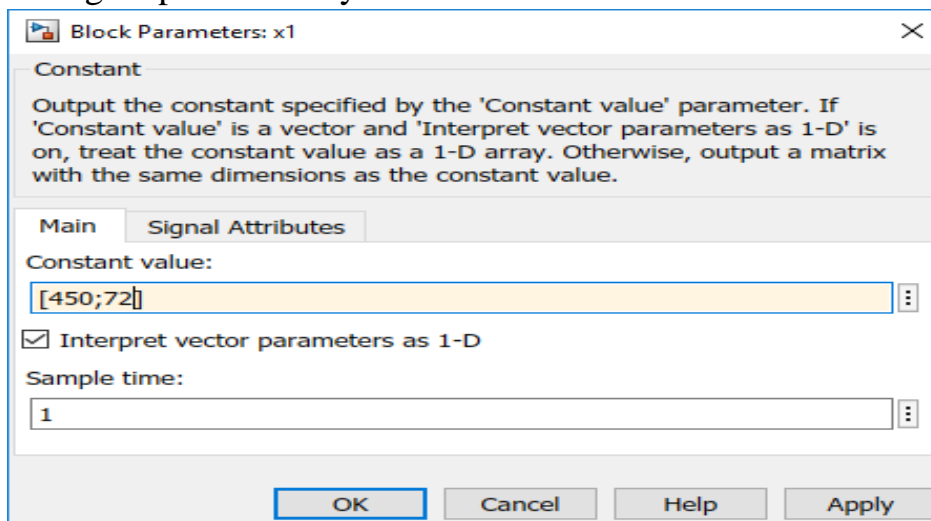 Block Parameters: x1
Constant
Output the constant specified by the 'Constant value' parameter. If
'Constant value' is a vector and 'Interpret vector parameters as 1-D' is
on, treat the constant value as a 1-D array. Otherwise, output a matrix
with the same dimensions as the constant value.
Main Signal Attributes
Constant value:
[450;72]
Interpret vector parameters as 1-D
Sample time:
1
OK Cancel Help Apply